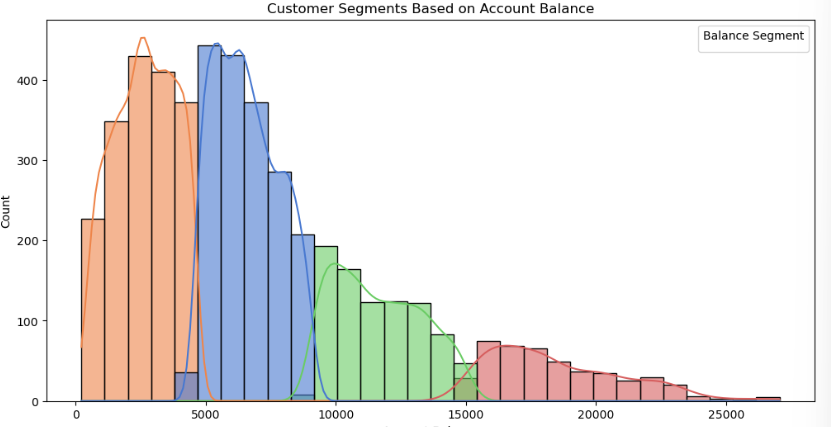 Customer Segments Based on Account Balance
Balance Segment
Count
400
300
200
100
0
0 5000 10000 15000 20000 25000